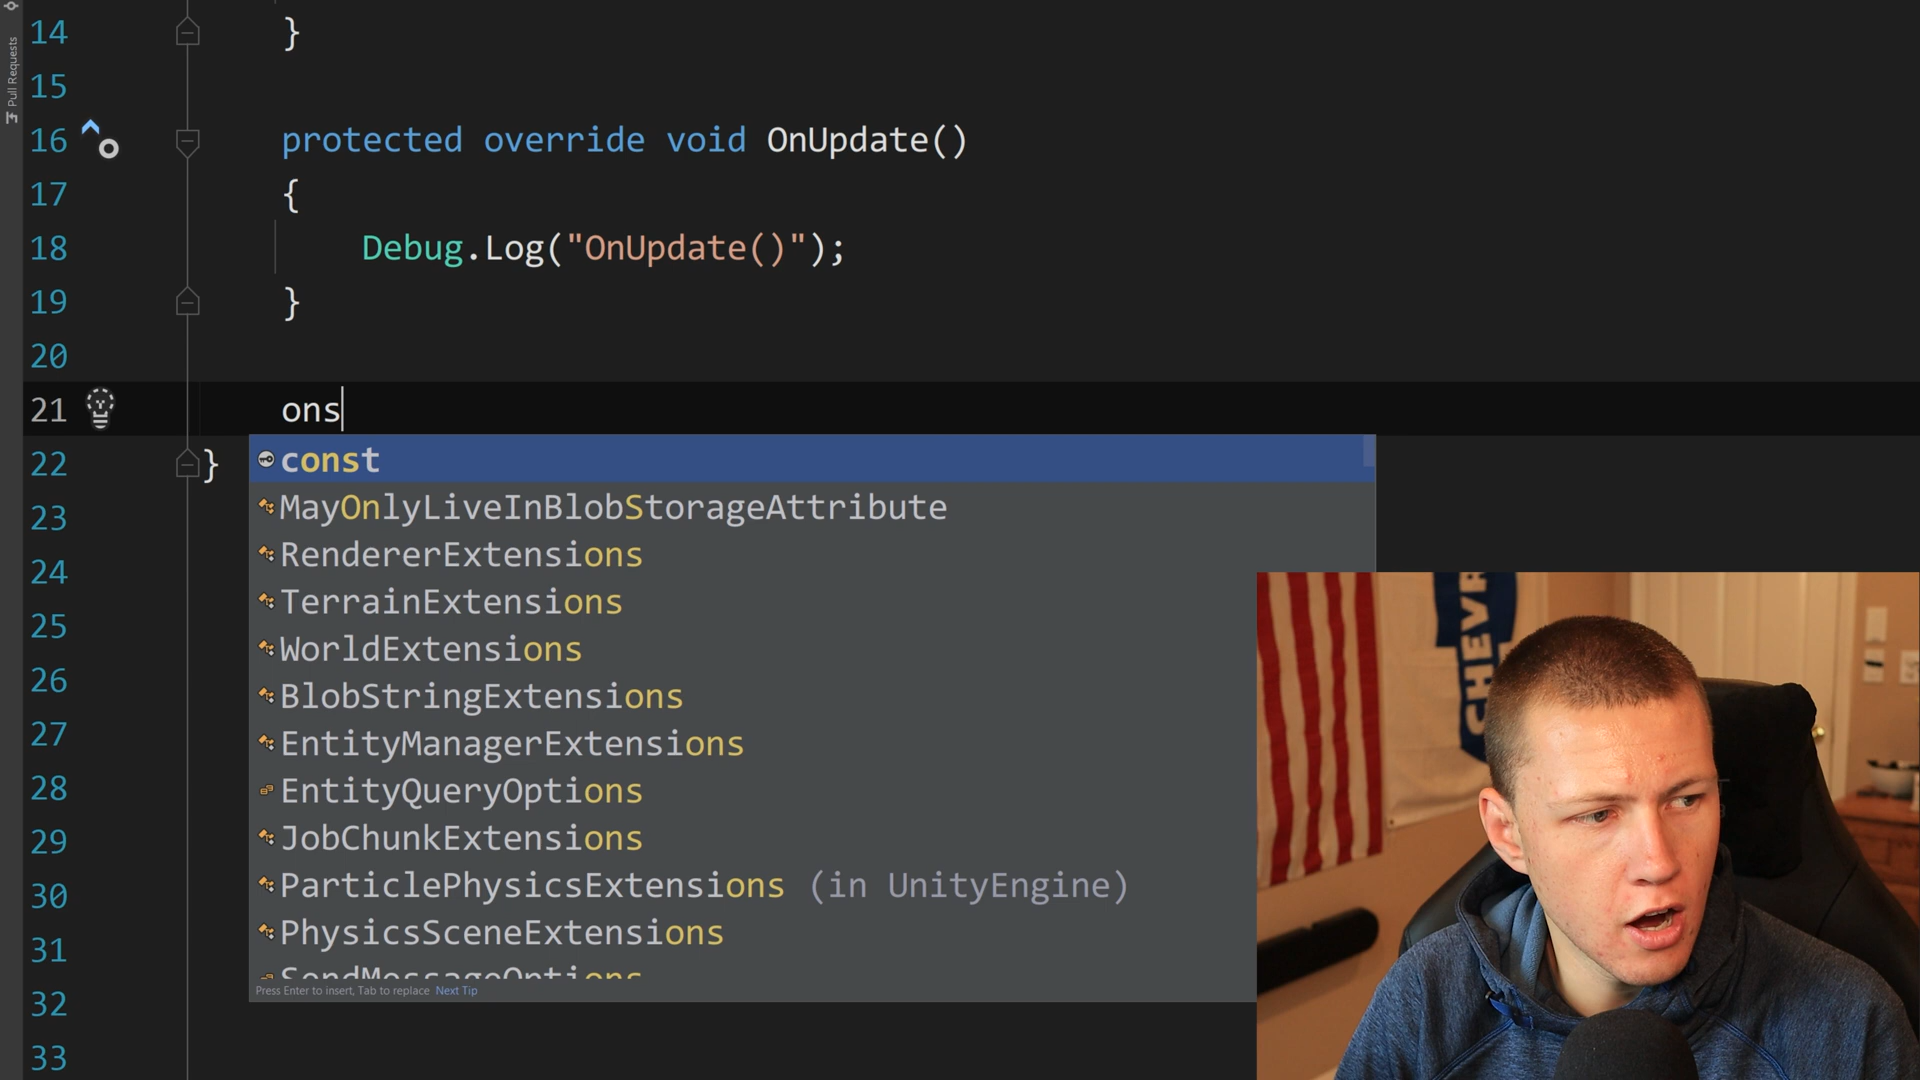 Pull Requests
14 }
15
16 protected override void OnUpdate()
17 {
18 Debug.Log("OnUpdate()");
19 }
20
21 ons
22 }
const
23
MayOnlyLiveInBlobStorageAttribute
RendererExtensions
24
TerrainExtensions
25
WorldExtensions
26
BlobStringExtensions
27
EntityManagerExtensions
28
EntityQueryOptions
29
JobChunkExtensions
30
ParticlePhysicsExtensions (in UnityEngine)
31
PhysicsSceneExtensions
SendMessageOptions
Press Enter to insert, Tab to replace Next Tip
32
33
CHEVR